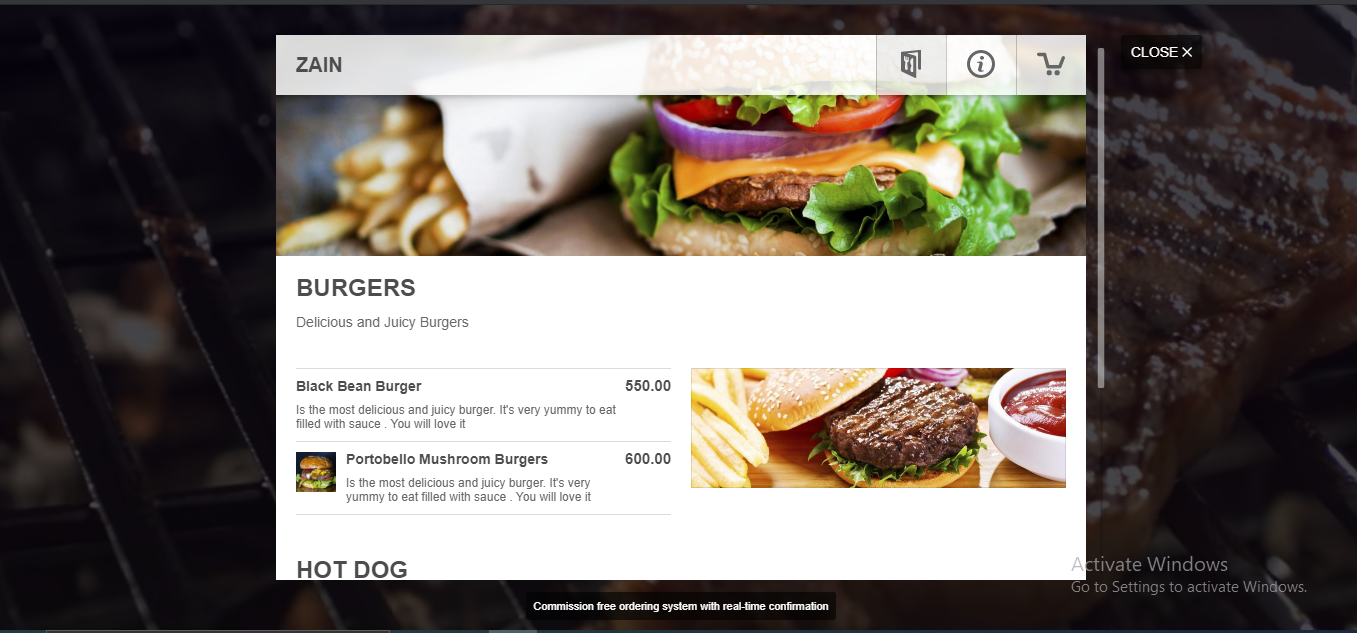 ZAIN
CLOSE ✕
BURGERS
Delicious and Juicy Burgers
Black Bean Burger 550.00
Is the most delicious and juicy burger. It's very yummy to eat
filled with sauce . You will love it
Portobello Mushroom Burgers 600.00
Is the most delicious and juicy burger. It's very
yummy to eat filled with sauce . You will love it
HOT DOG
Activate Windows
Go to Settings to activate Windows.
Commission free ordering system with real-time confirmation